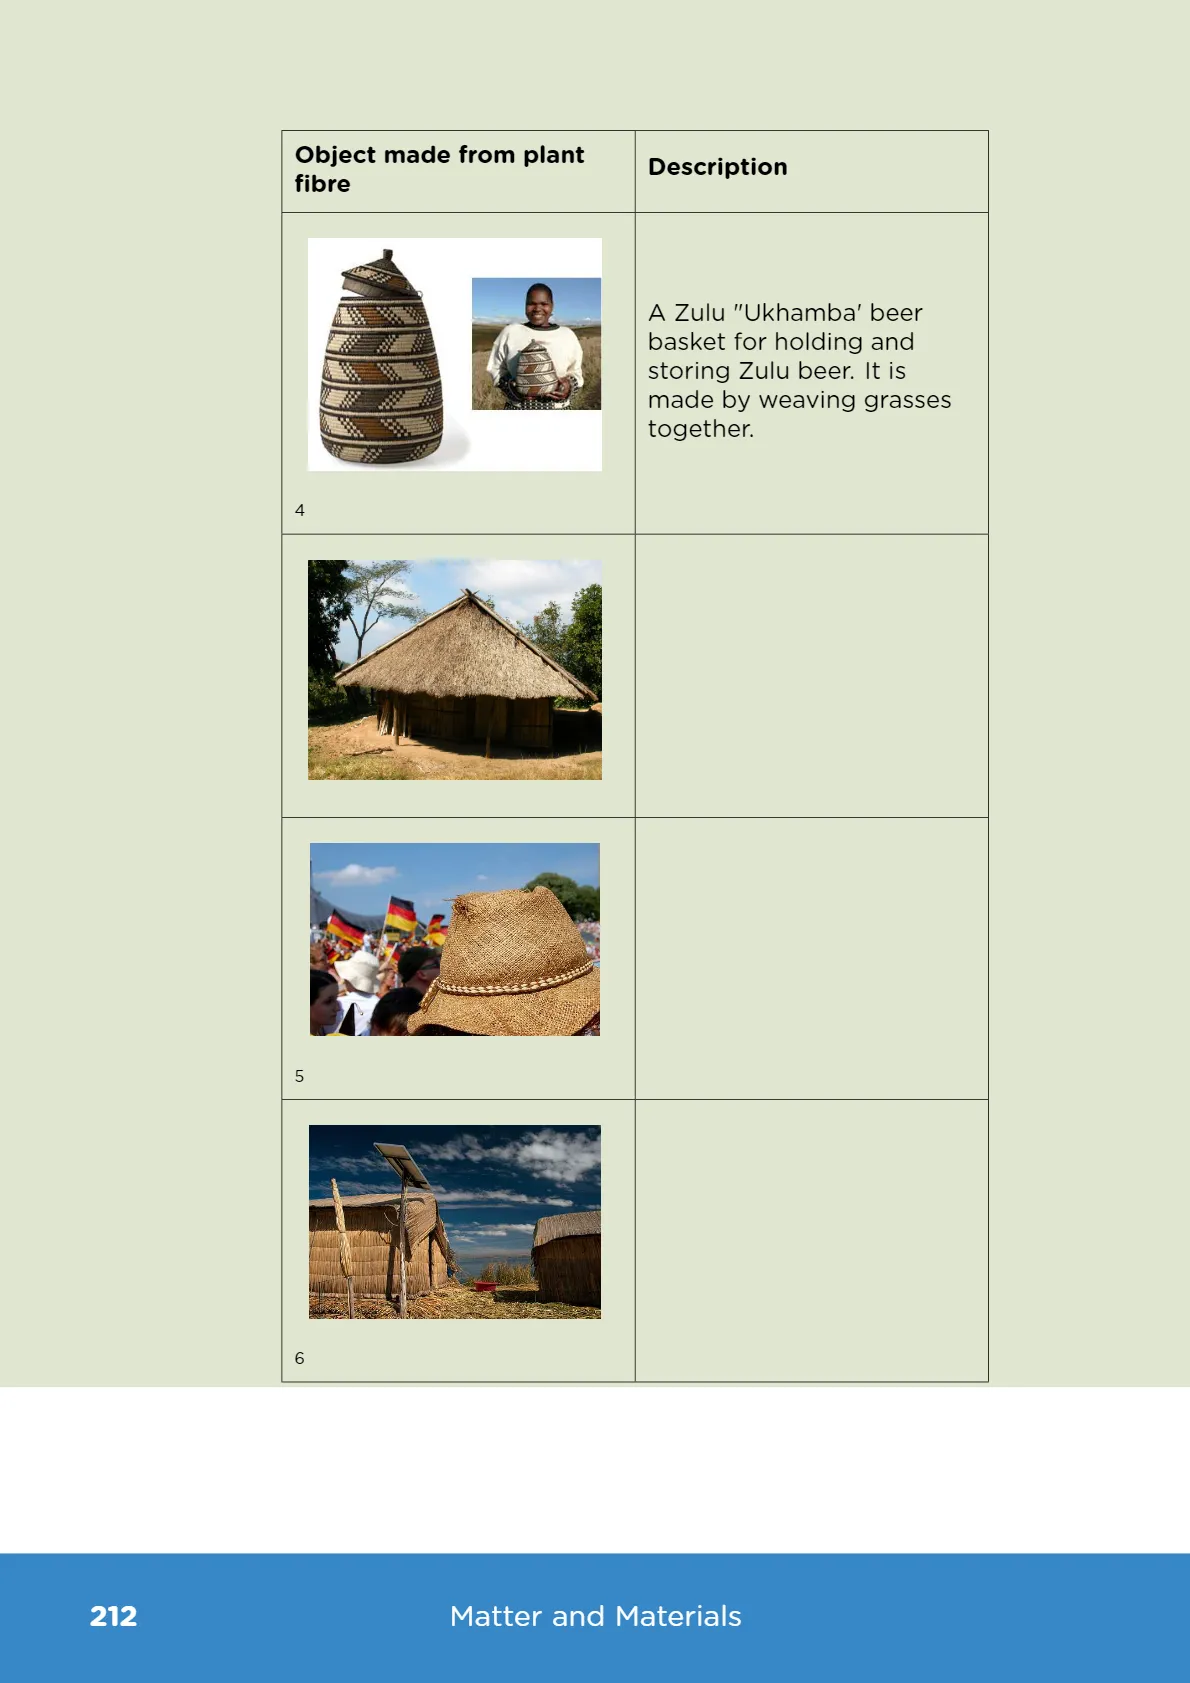 Object made from plant
fibre
Description
A Zulu "Ukhamba' beer
basket for holding and
storing Zulu beer. It is
made by weaving grasses
together.
4
5
6
212
Matter and Materials